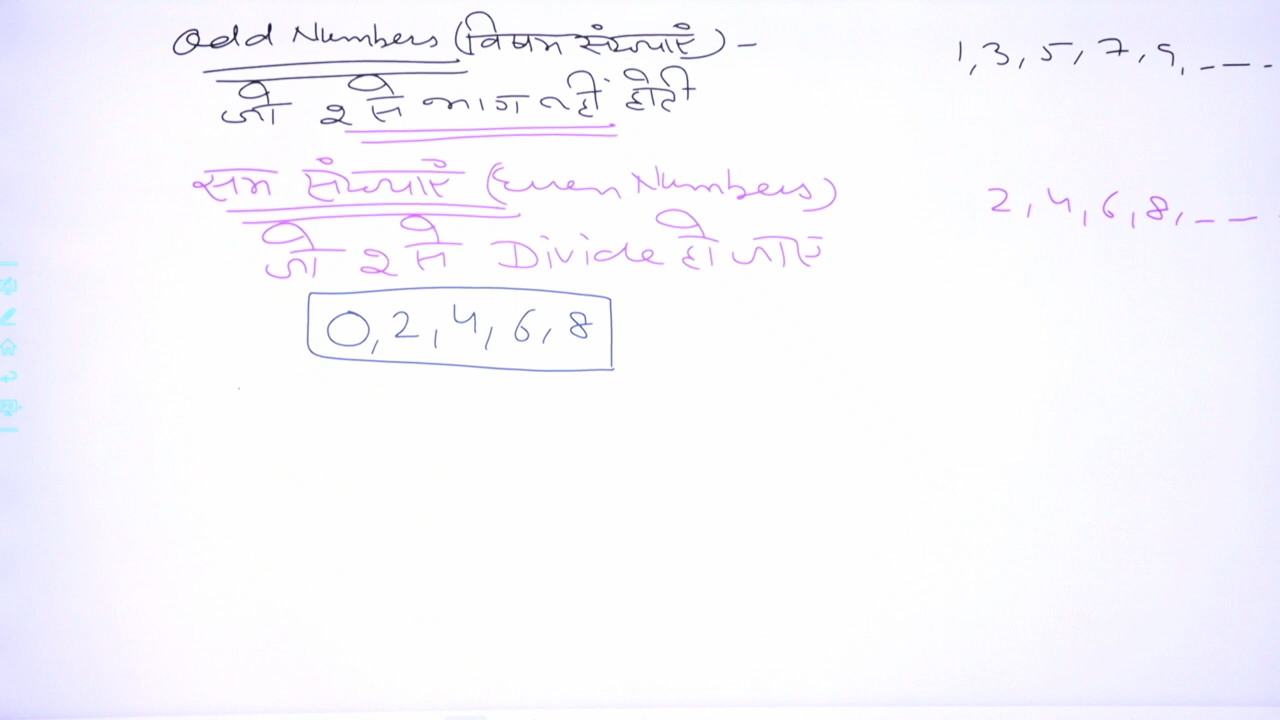 Odd Numbers (विषम संख्याएं) - 1, 3, 5, 7, 9, ----
जो 2 से भाग नहीं होती
सम संख्याएं (Even Numbers) 2, 4, 6, 8, ---
जो 2 से Divide हो जाए
0, 2, 4, 6, 8